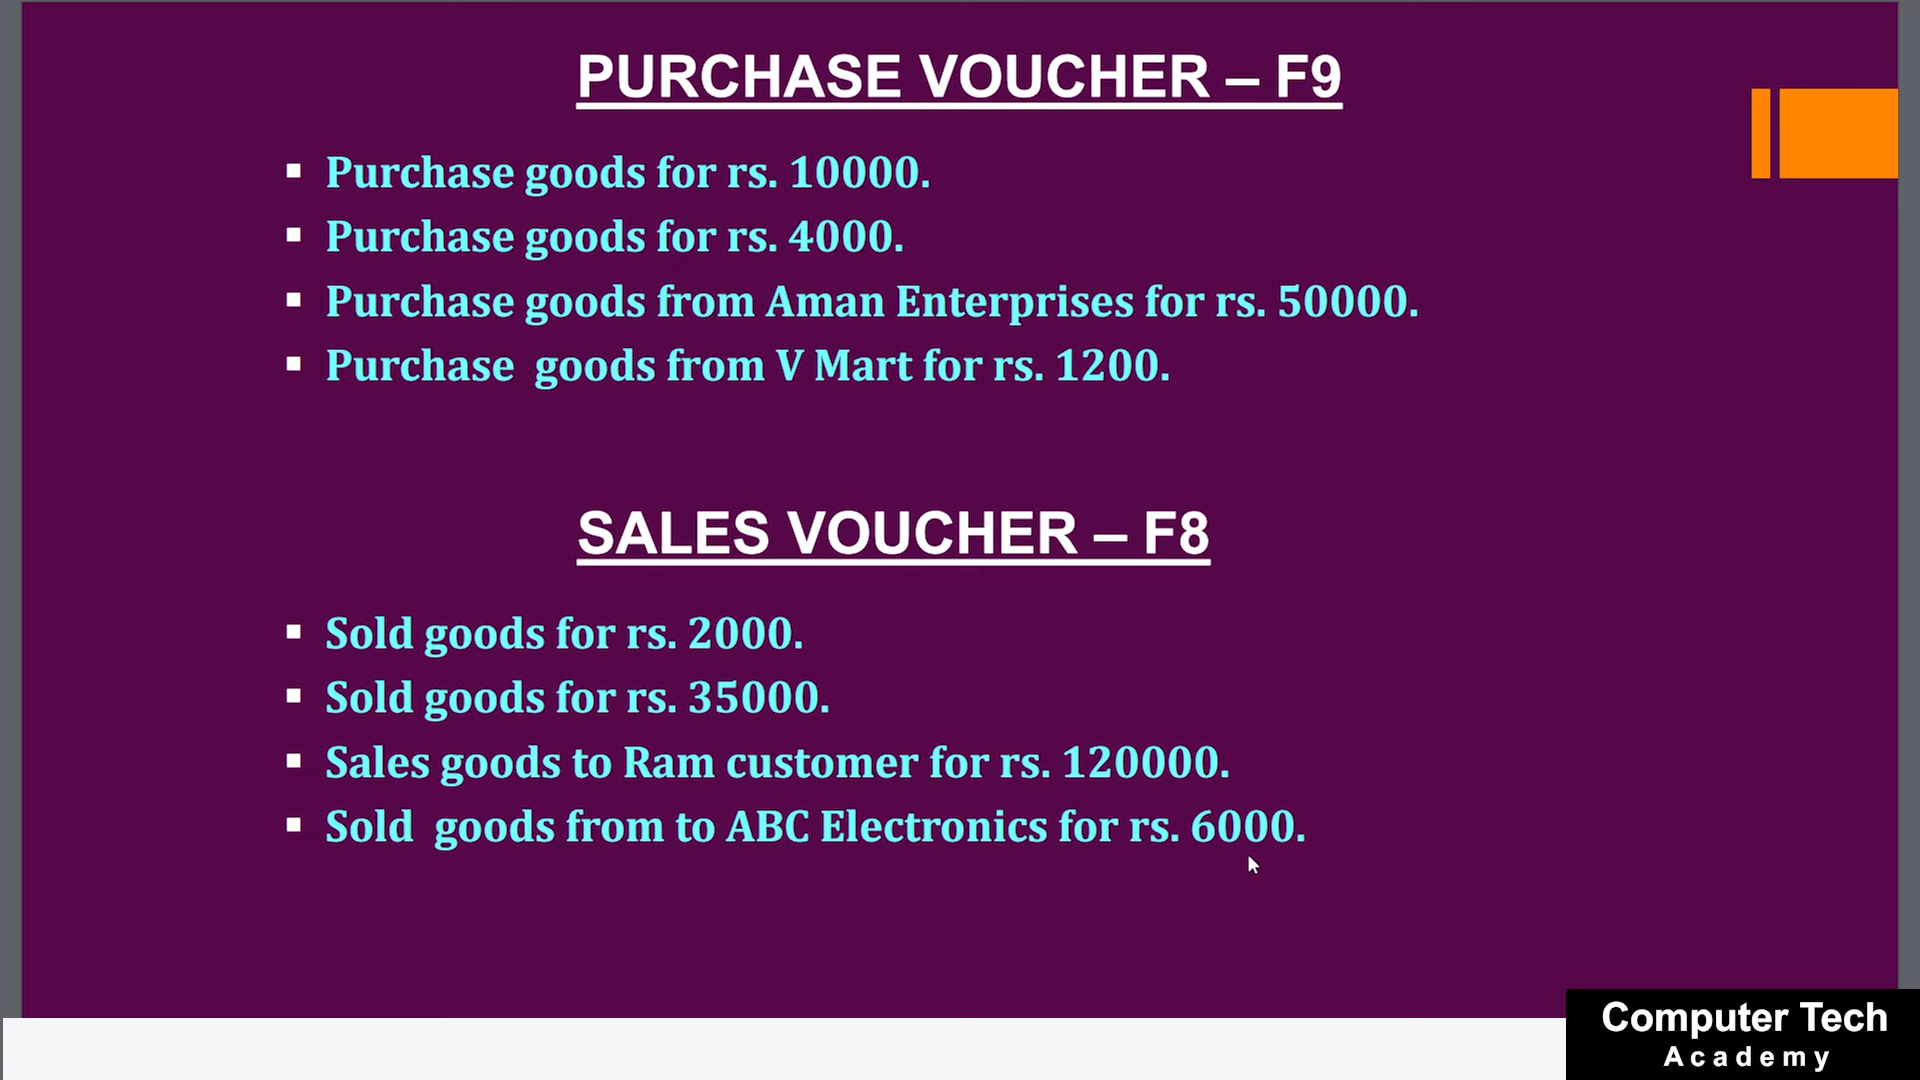 PURCHASE VOUCHER – F9
▪ Purchase goods for rs. 10000.
▪ Purchase goods for rs. 4000.
▪ Purchase goods from Aman Enterprises for rs. 50000.
▪ Purchase  goods from V Mart for rs. 1200.
SALES VOUCHER – F8
▪ Sold goods for rs. 2000.
▪ Sold goods for rs. 35000.
▪ Sales goods to Ram customer for rs. 120000.
▪ Sold  goods from to ABC Electronics for rs. 6000.
Computer Tech
Academy